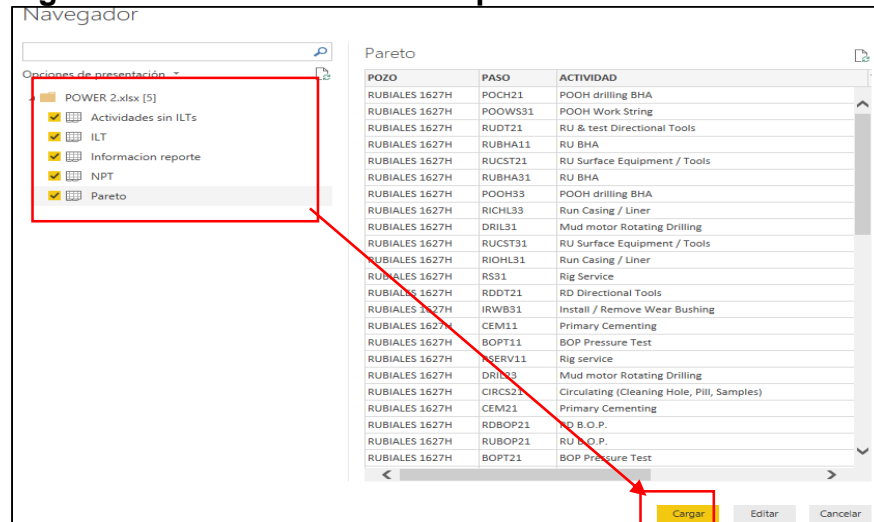 Navegador
Opciones de presentación
POWER 2.xlsx [5]
Actividades sin ILTs
ILT
Informacion reporte
NPT
Pareto
Pareto
POZO PASO ACTIVIDAD
RUBIALES 1627H POCH21 POOH drilling BHA
RUBIALES 1627H POOWS31 POOH Work String
RUBIALES 1627H RUDT21 RU & test Directional Tools
RUBIALES 1627H RUBHA11 RU BHA
RUBIALES 1627H RUCST21 RU Surface Equipment / Tools
RUBIALES 1627H RUBHA31 RU BHA
RUBIALES 1627H POOH33 POOH drilling BHA
RUBIALES 1627H RICHL33 Run Casing / Liner
RUBIALES 1627H DRIL31 Mud motor Rotating Drilling
RUBIALES 1627H RUCST31 RU Surface Equipment / Tools
RUBIALES 1627H RIOHL31 Run Casing / Liner
RUBIALES 1627H RS31 Rig Service
RUBIALES 1627H RDDT21 RD Directional Tools
RUBIALES 1627H IRWB31 Install / Remove Wear Bushing
RUBIALES 1627H CEM11 Primary Cementing
RUBIALES 1627H BOPT11 BOP Pressure Test
RUBIALES 1627H RSERV11 Rig service
RUBIALES 1627H DRIL23 Mud motor Rotating Drilling
RUBIALES 1627H CIRCS21 Circulating (Cleaning Hole, Pill, Samples)
RUBIALES 1627H CEM21 Primary Cementing
RUBIALES 1627H RDBOP21 RD B.O.P.
RUBIALES 1627H RUBOP21 RU B.O.P.
RUBIALES 1627H BOPT21 BOP Pressure Test
Cargar Editar Cancelar